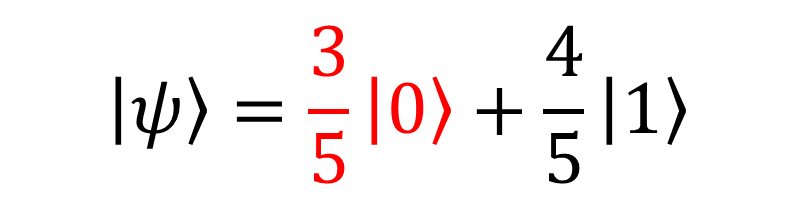 |ψ⟩ = 3/5 |0⟩ + 4/5 |1⟩